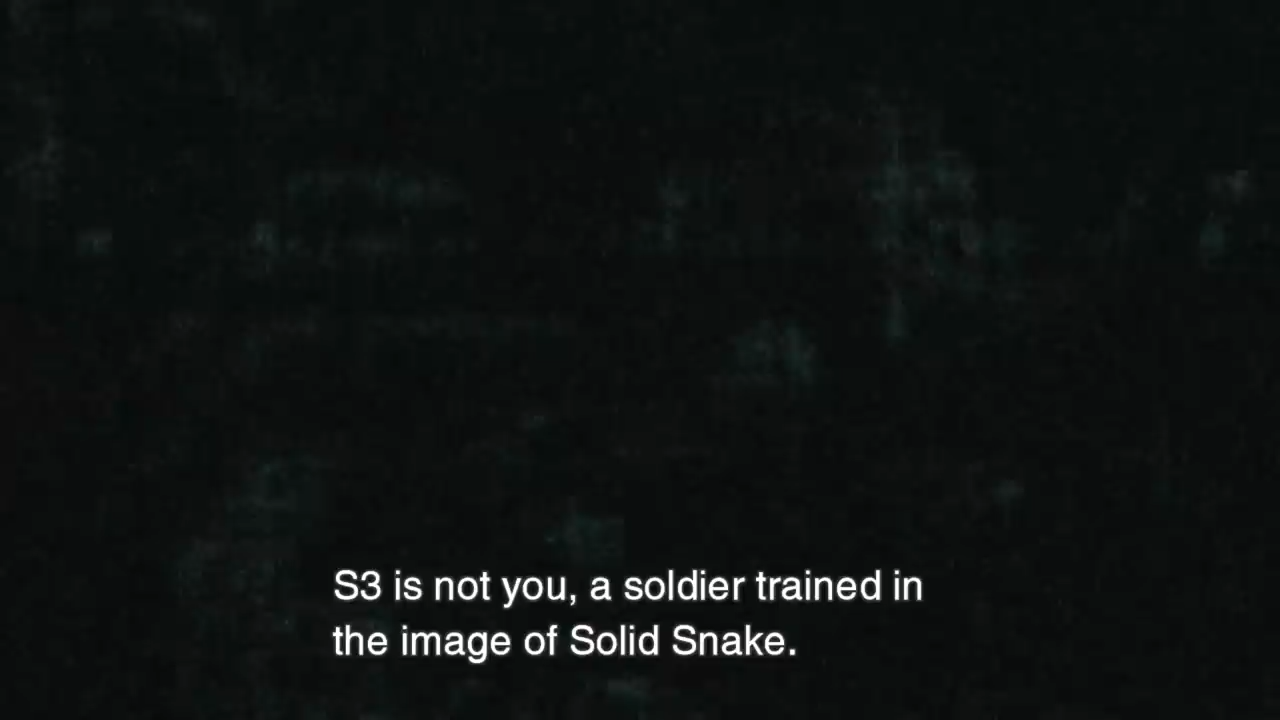 S3 is not you, a soldier trained in
the image of Solid Snake.